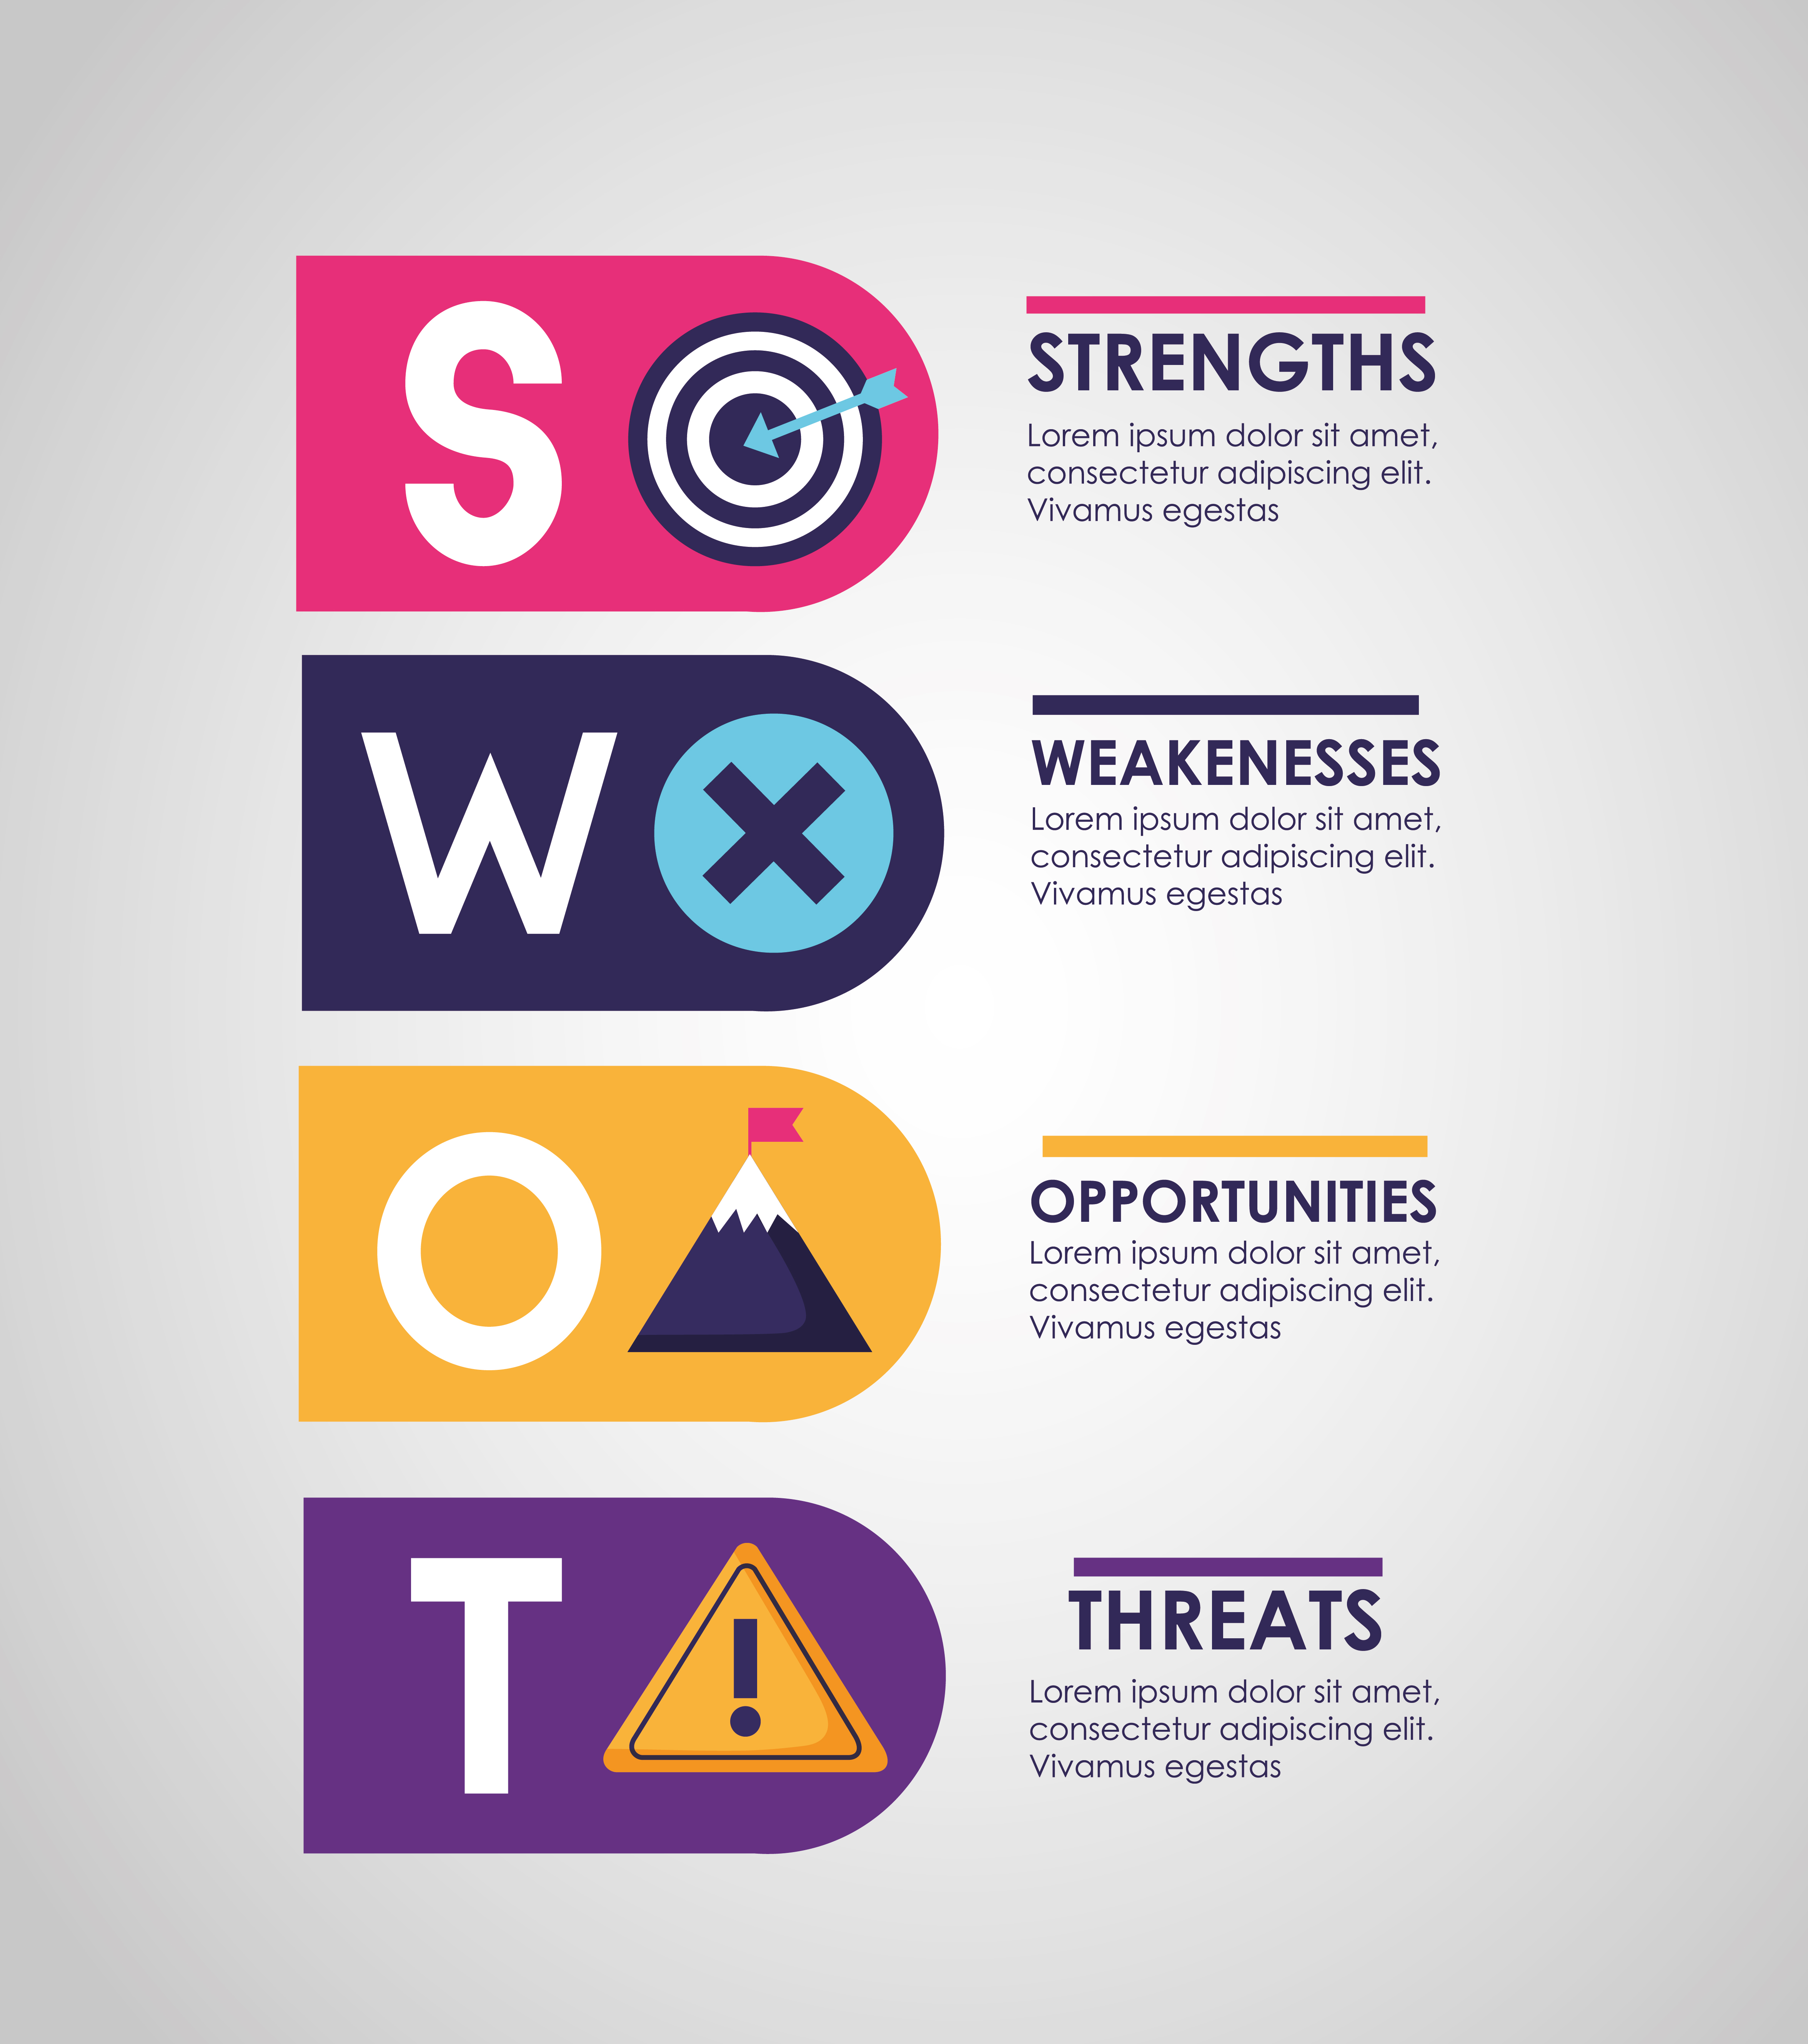 S
STRENGTHS
Lorem ipsum dolor sit amet,
consectetur adipiscing elit.
Vivamus egestas
W
WEAKENESSES
Lorem ipsum dolor sit amet,
consectetur adipiscing elit.
Vivamus egestas
O
OPPORTUNITIES
Lorem ipsum dolor sit amet,
consectetur adipiscing elit.
Vivamus egestas
T
!
THREATS
Lorem ipsum dolor sit amet,
consectetur adipiscing elit.
Vivamus egestas